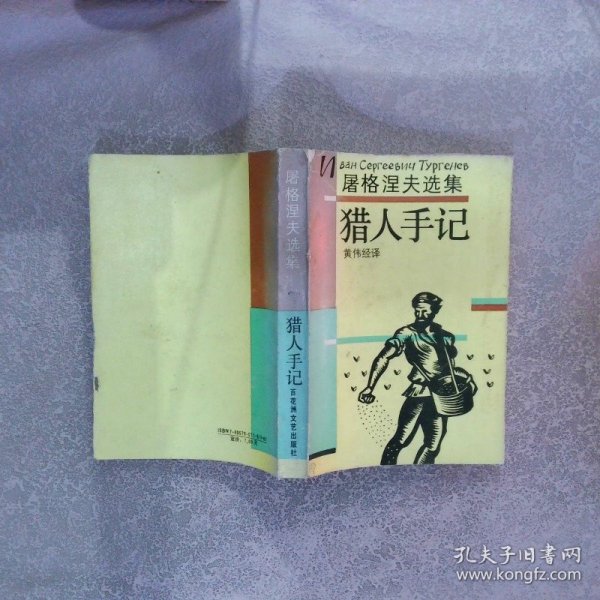 Иван Сергеевич Тургенев
屠格涅夫选集
猎人手记
黄伟经译
屠格涅夫选集
猎人手记
百花洲文艺出版社
孔夫子旧书网
www.kongfz.com